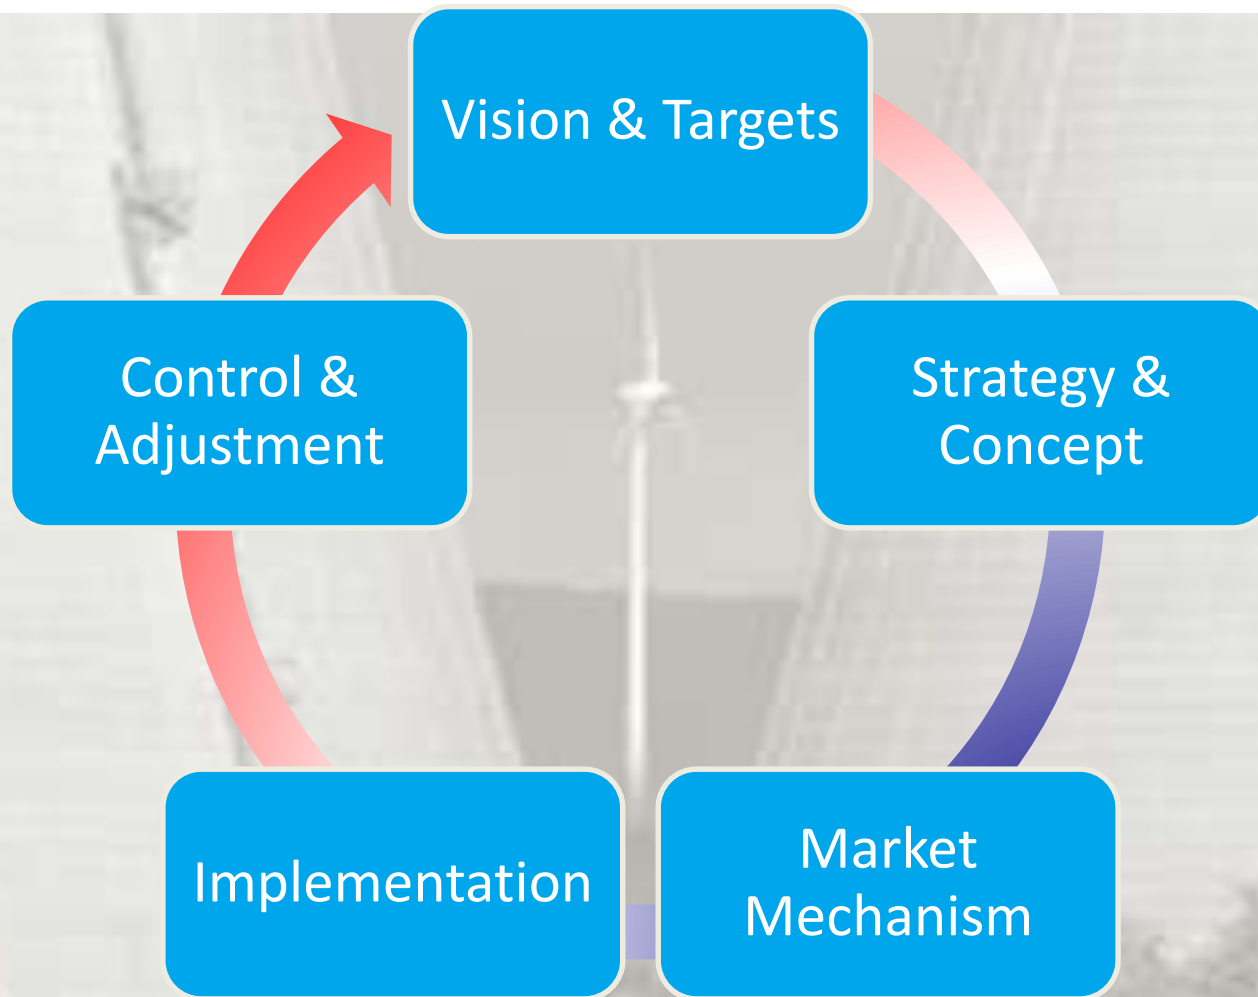 Vision & Targets
Strategy &
Concept
Market
Mechanism
Implementation
Control &
Adjustment